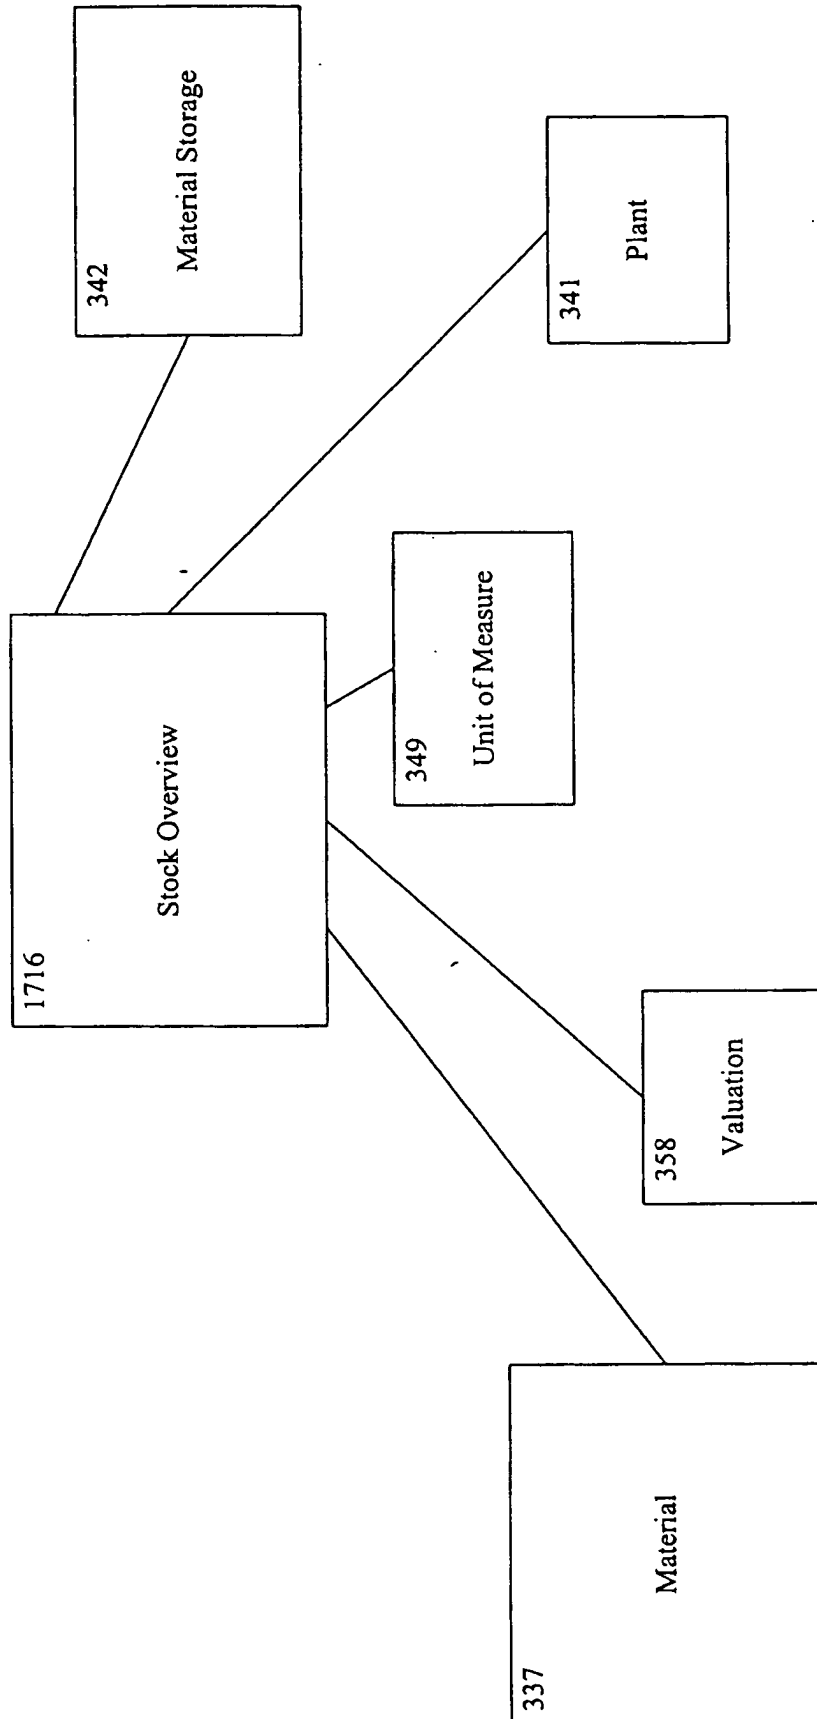 1716
Stock Overview
342
Material Storage
349
Unit of Measure
341
Plant
337
Material
358
Valuation